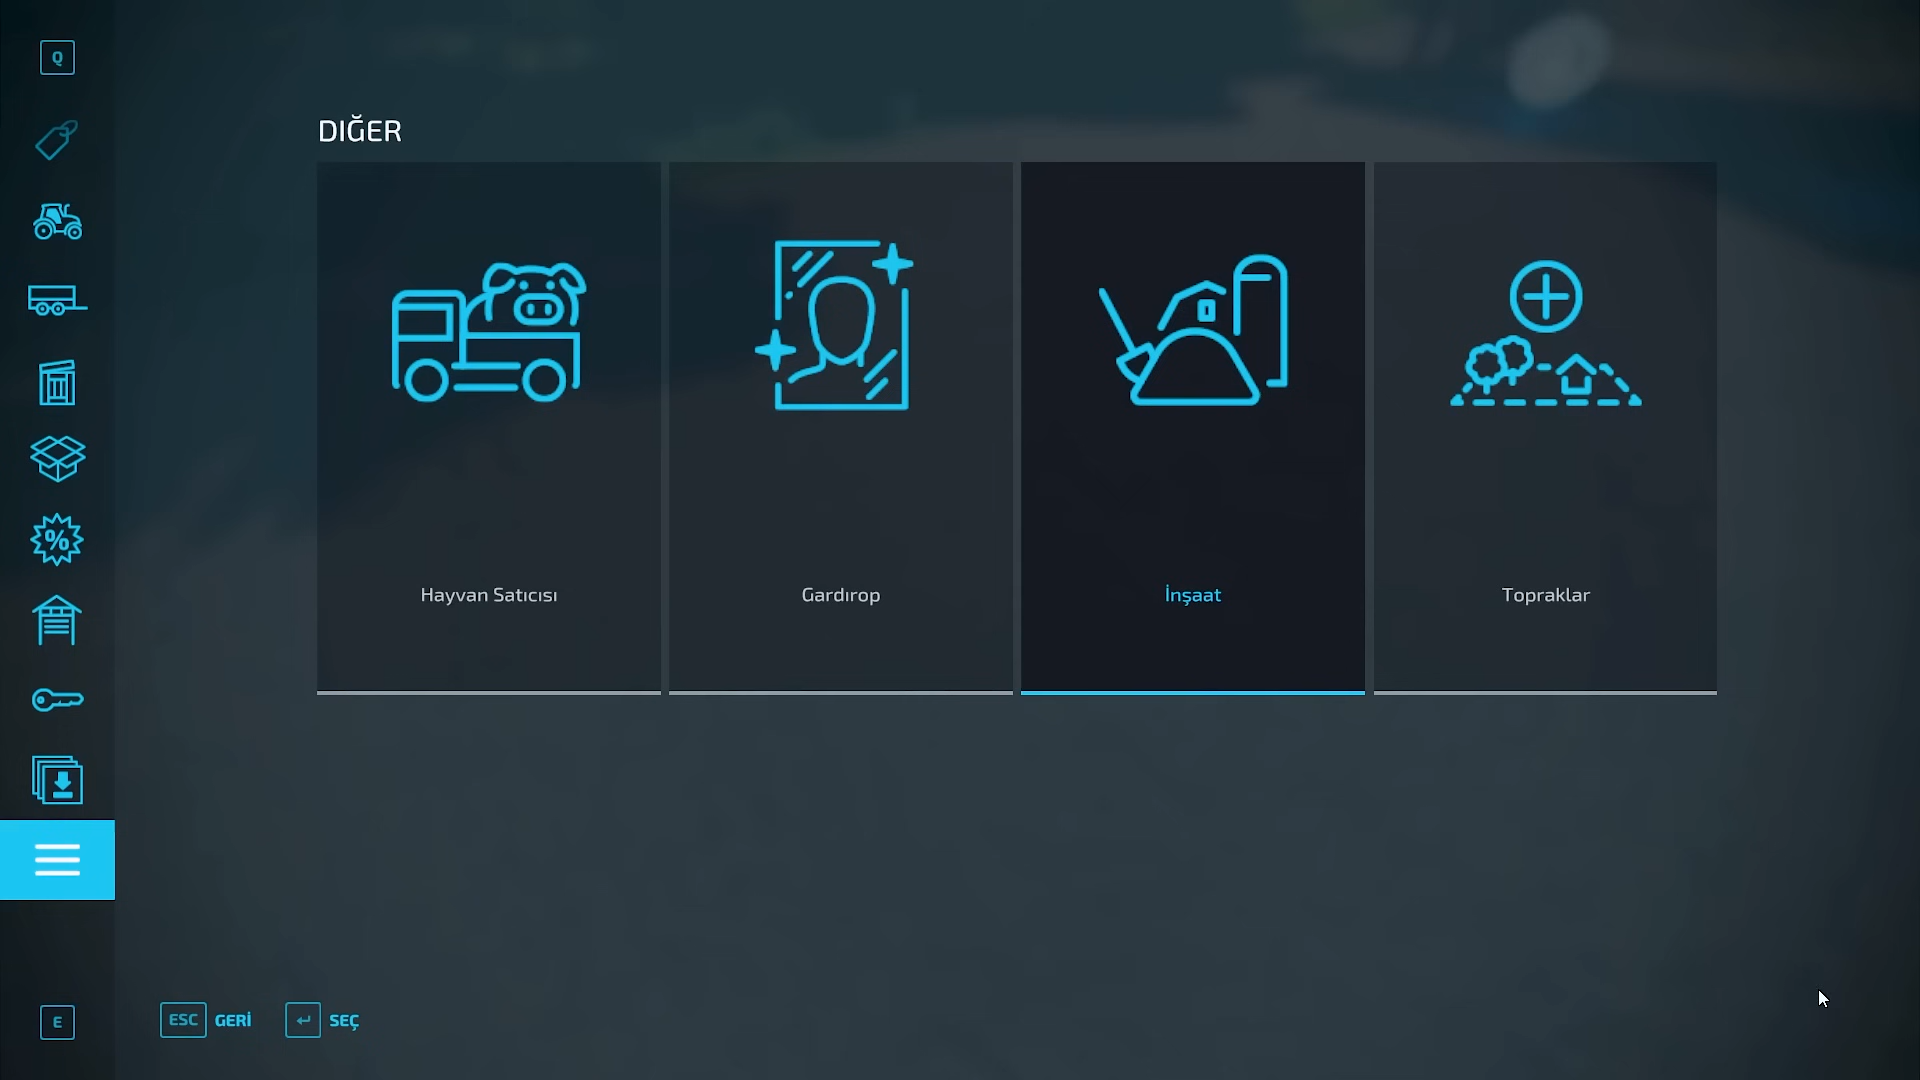 Q
DIĞER
Hayvan Satıcısı
Gardırop
İnşaat
Topraklar
%
E
ESC GERİ
SEÇ